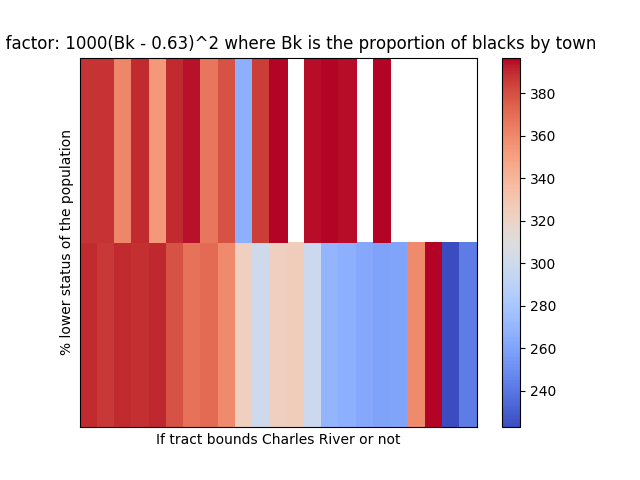 factor: 1000(Bk - 0.63)^2 where Bk is the proportion of blacks by town
% lower status of the population
If tract bounds Charles River or not
380
360
340
320
300
280
260
240